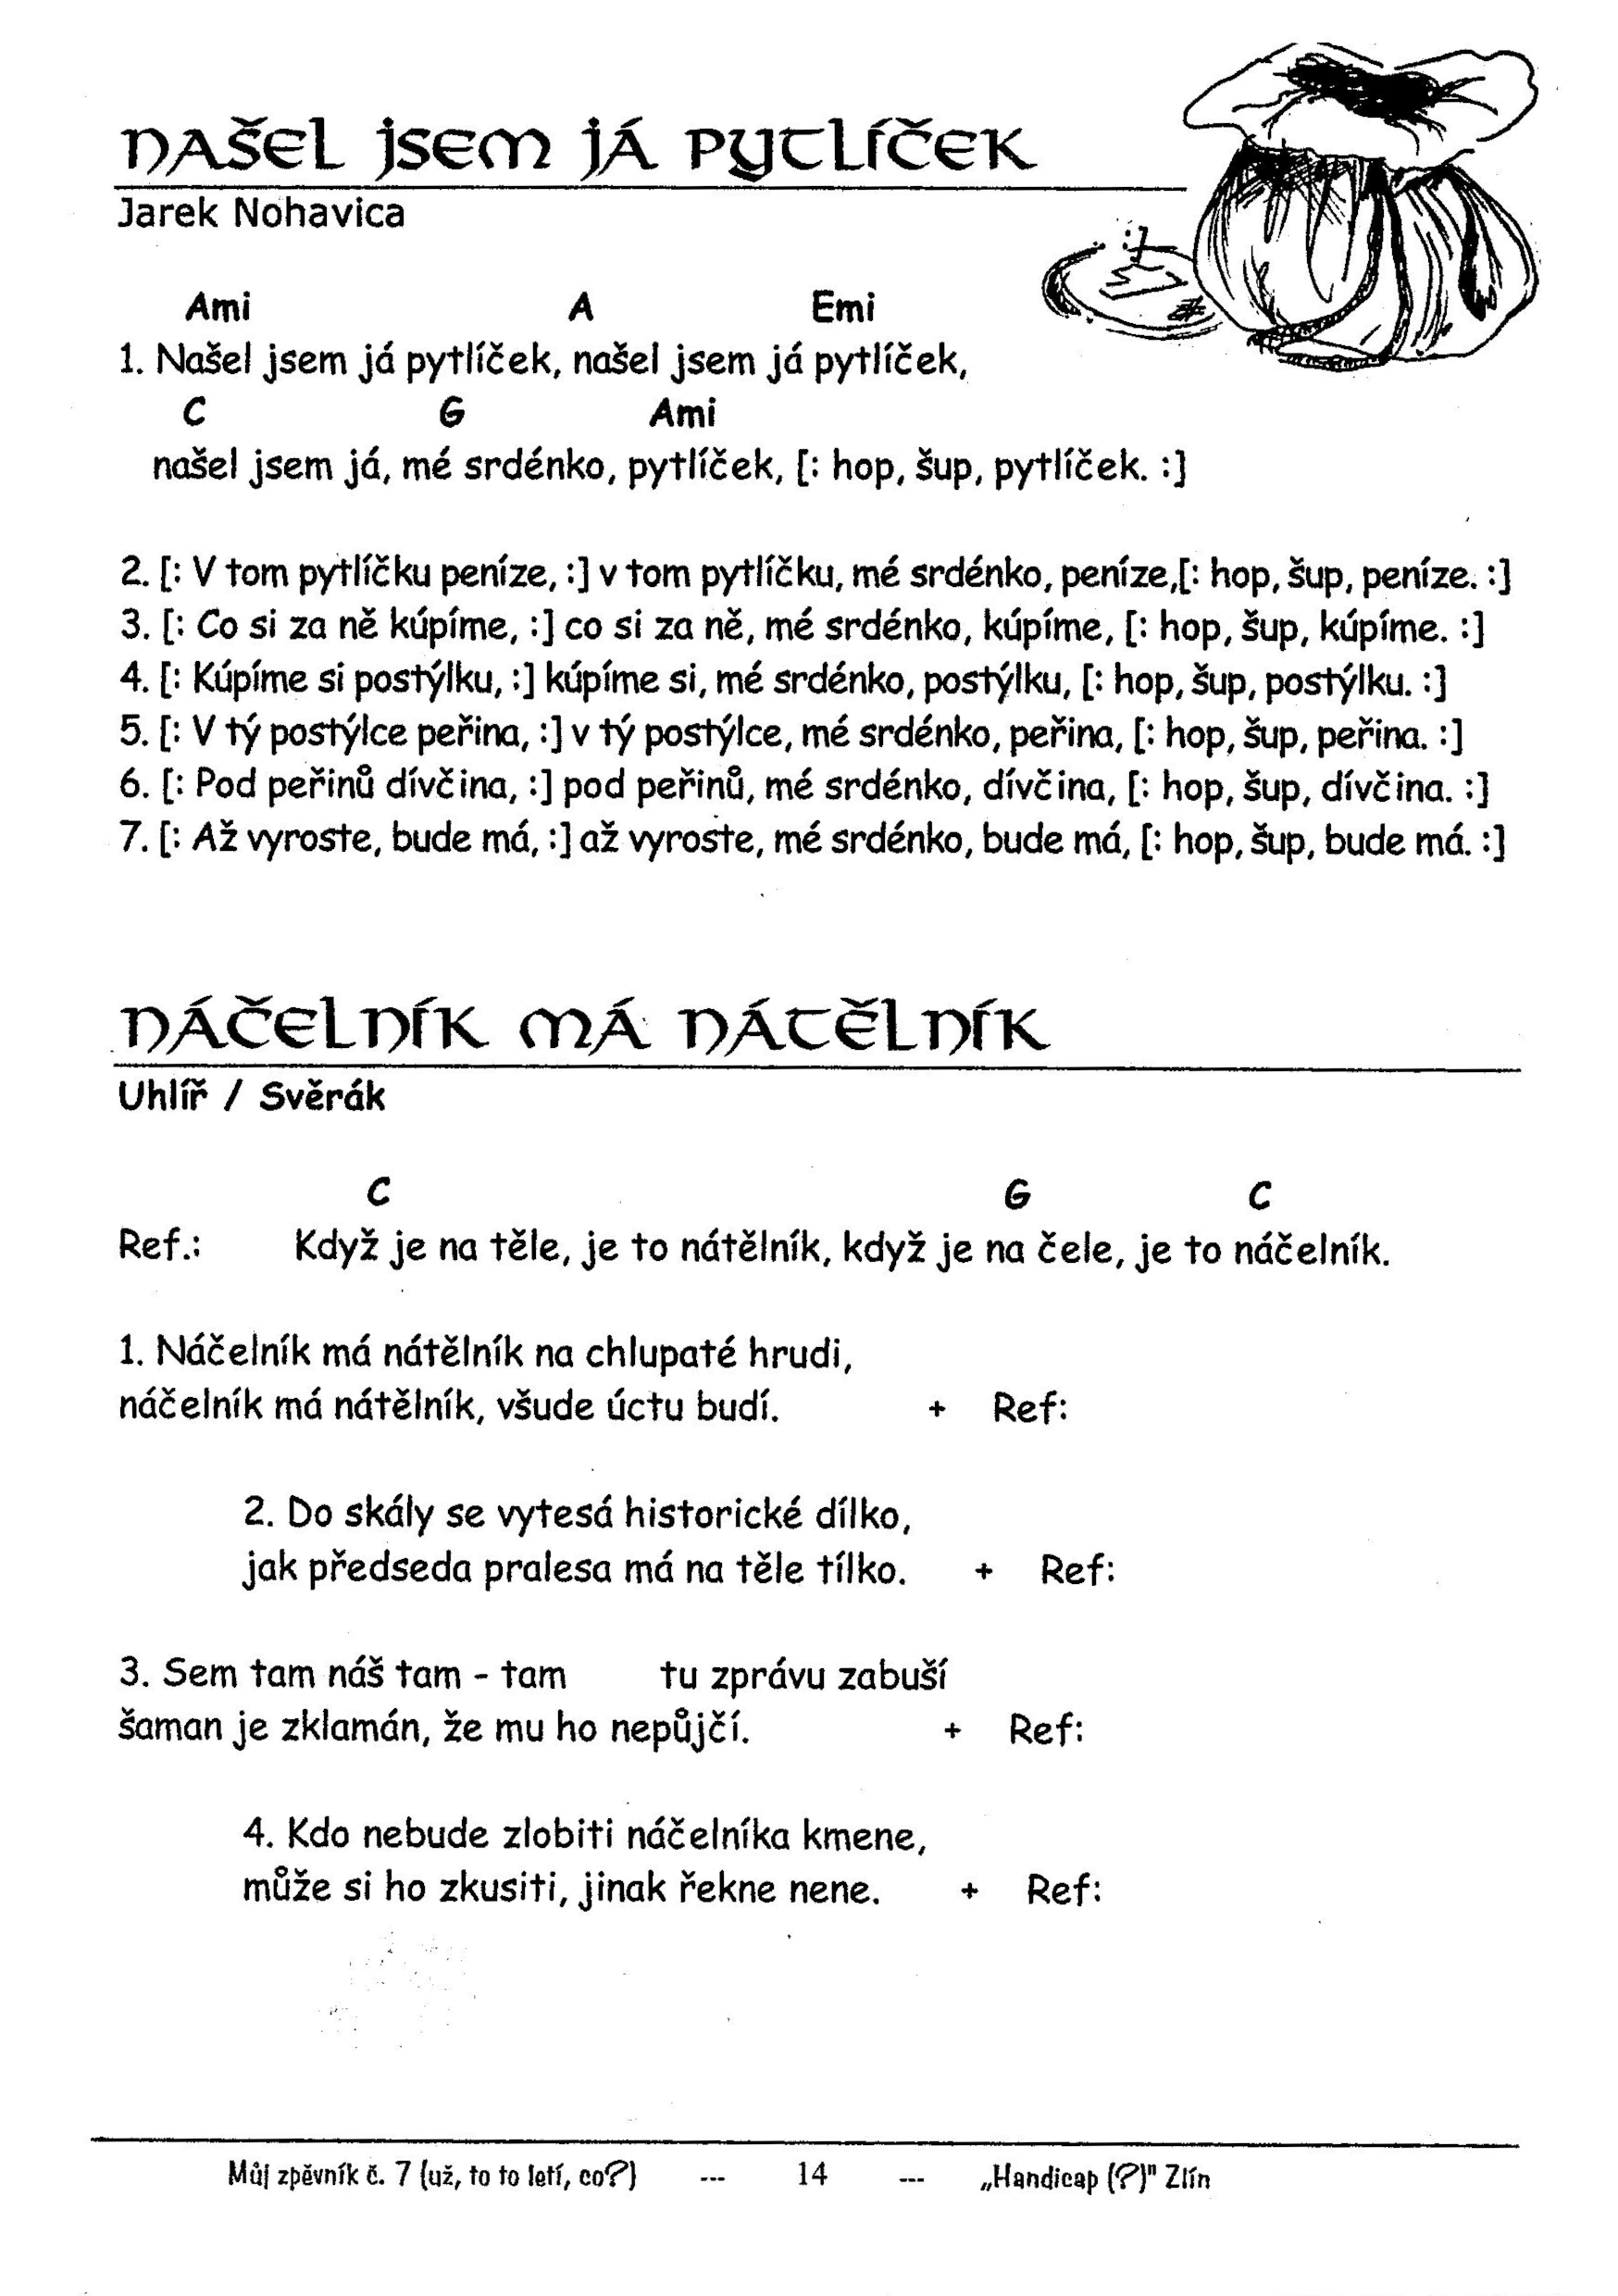 NAŠEL JSEM JÁ PYTLÍČEK
Jarek Nohavica
Ami A Emi
1. Našel jsem já pytlíček, našel jsem já pytlíček,
C G Ami
našel jsem já, mé srdénko, pytlíček, [: hop, šup, pytlíček. :]
2. [: V tom pytlíčku peníze, :] v tom pytlíčku, mé srdénko, peníze,[: hop, šup, peníze. :]
3. [: Co si za ně kúpíme, :] co si za ně, mé srdénko, kúpíme, [: hop, šup, kúpíme. :]
4. [: Kúpíme si postýlku, :] kúpíme si, mé srdénko, postýlku, [: hop, šup, postýlku. :]
5. [: V tý postýlce peřina, :] v tý postýlce, mé srdénko, peřina, [: hop, šup, peřina. :]
6. [: Pod peřinů dívčina, :] pod peřinů, mé srdénko, dívčina, [: hop, šup, dívčina. :]
7. [: Až vyroste, bude má, :] až vyroste, mé srdénko, bude má, [: hop, šup, bude má. :]
NÁČELNÍK MÁ NÁTĚLNÍK
Uhlíř / Svěrák
C G C
Ref.: Když je na těle, je to nátělník, když je na čele, je to náčelník.
1. Náčelník má nátělník na chlupaté hrudi,
náčelník má nátělník, všude úctu budí. + Ref:
2. Do skály se vytesá historické dílko,
jak předseda pralesa má na těle tílko. + Ref:
3. Sem tam náš tam - tam tu zprávu zabuší
šaman je zklamán, že mu ho nepůjčí. + Ref:
4. Kdo nebude zlobiti náčelníka kmene,
může si ho zkusiti, jinak řekne nene. + Ref:
Můj zpěvník č. 7 (už, to to letí, co?) --- 14 --- „Handicap (?)" Zlín